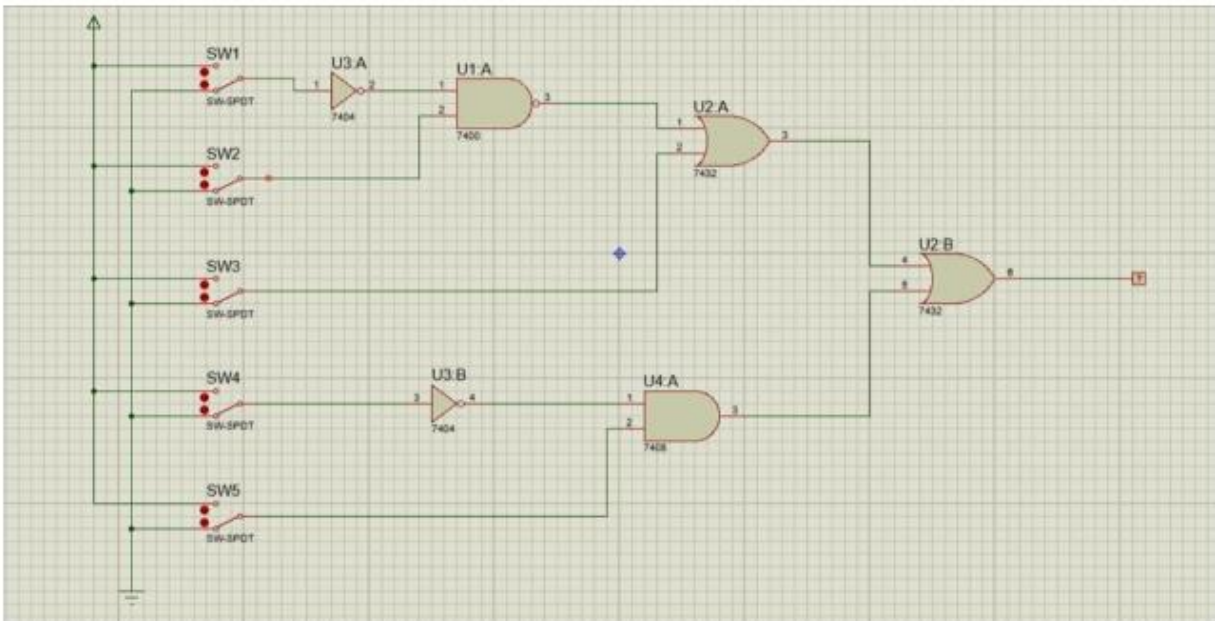 SW1
SW-SPDT
U3:A
1
2
7404
U1:A
1
2
3
7400
SW2
SW-SPDT
U2:A
1
2
3
7432
SW3
SW-SPDT
U2:B
4
5
6
7432
?
SW4
SW-SPDT
U3:B
3
4
7404
U4:A
1
2
3
7408
SW5
SW-SPDT